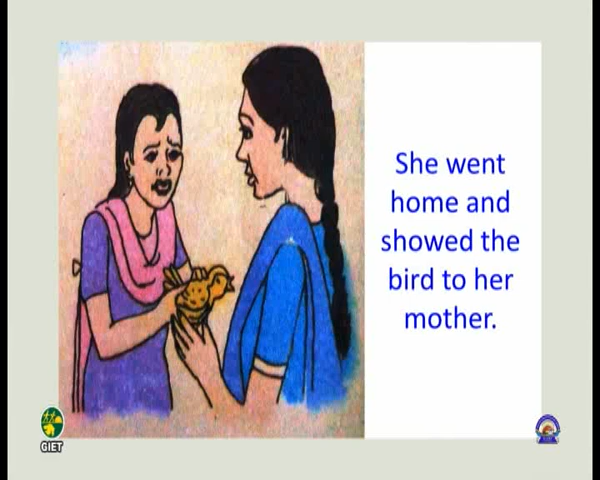 She went
home and
showed the
bird to her
mother.
GIET